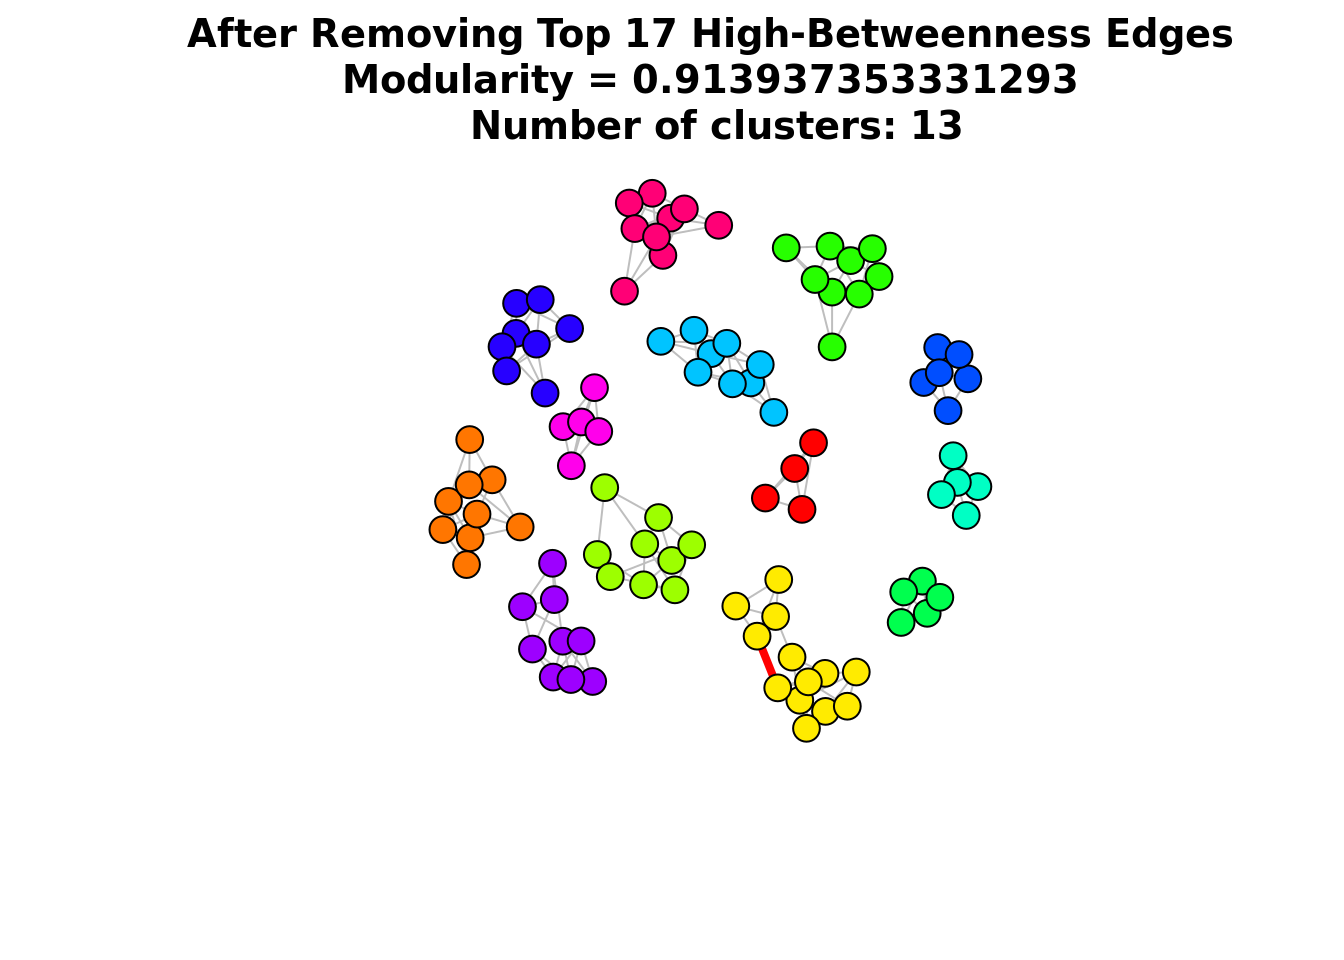 After Removing Top 17 High-Betweenness Edges
Modularity = 0.913937353331293
Number of clusters: 13